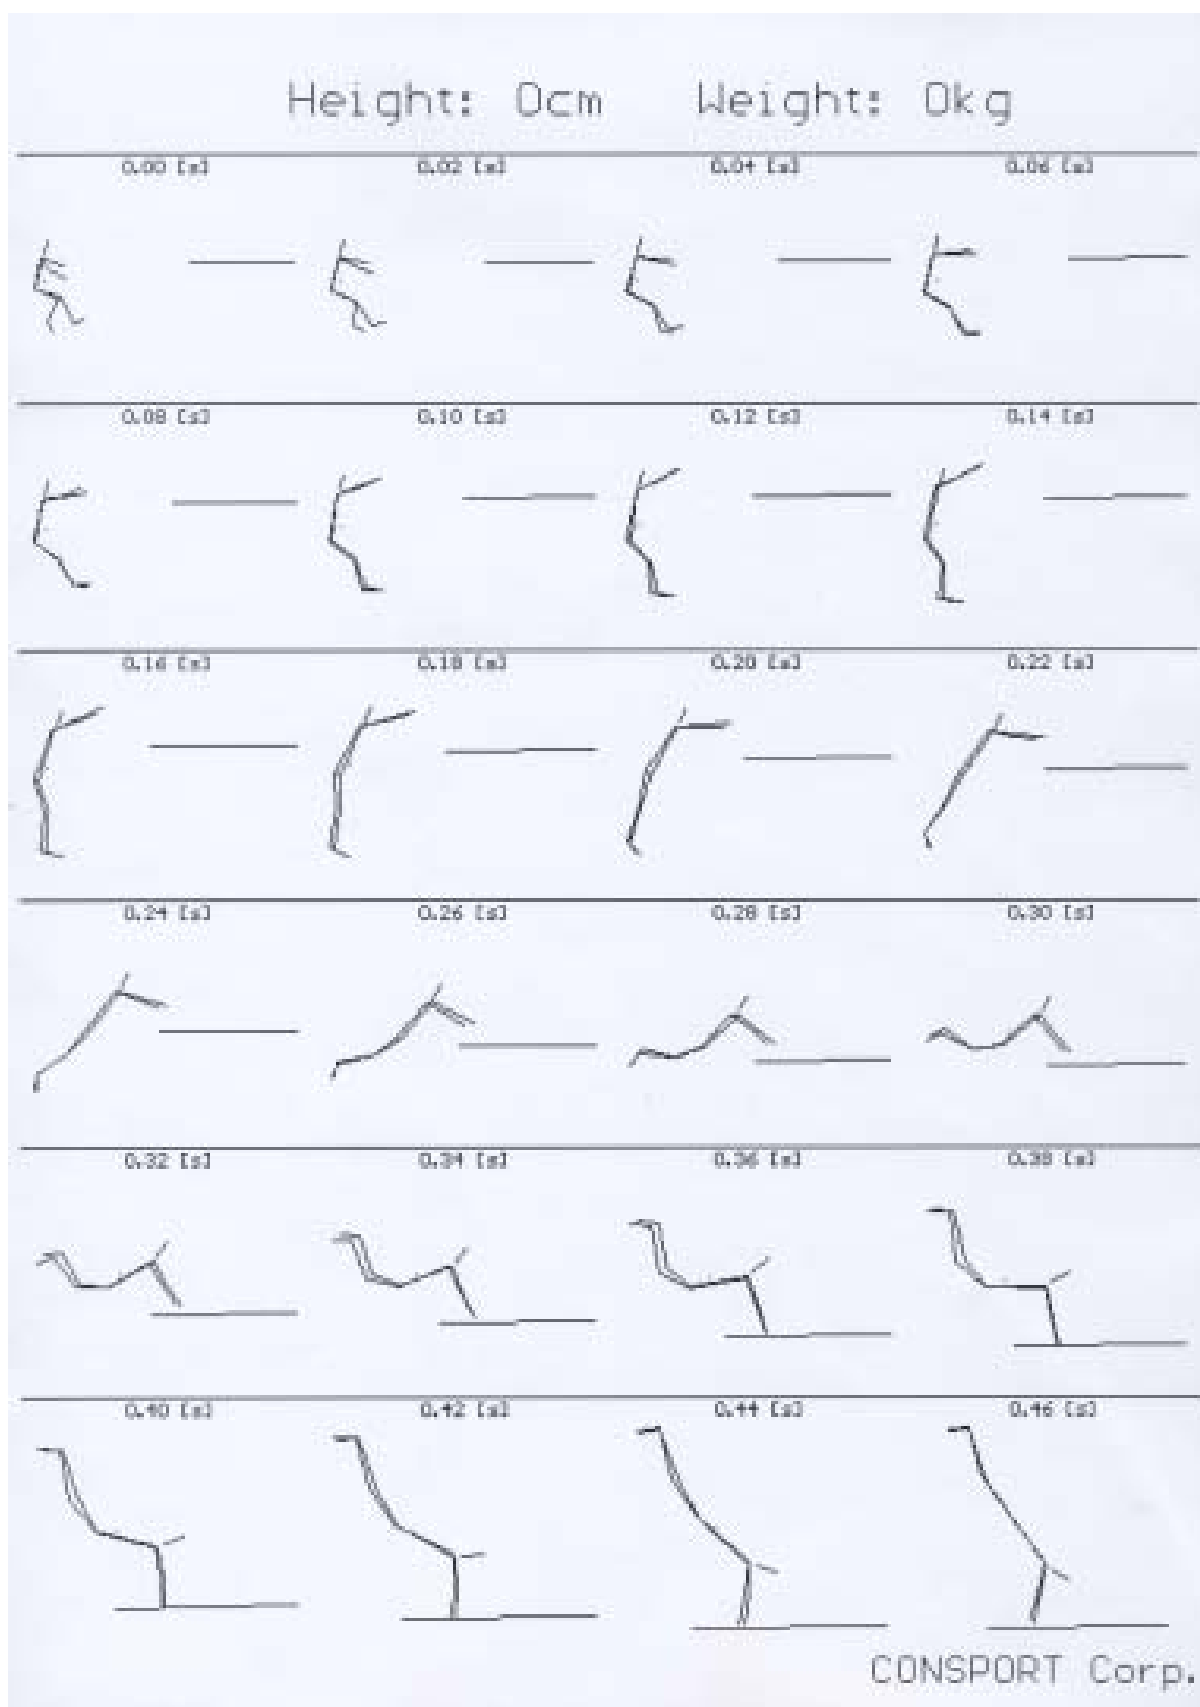 Height: 0cm Weight: 0kg
0.00 [s] 0.02 [s] 0.04 [s] 0.06 [s]
0.08 [s] 0.10 [s] 0.12 [s] 0.14 [s]
0.16 [s] 0.18 [s] 0.20 [s] 0.22 [s]
0.24 [s] 0.26 [s] 0.28 [s] 0.30 [s]
0.32 [s] 0.34 [s] 0.36 [s] 0.38 [s]
0.40 [s] 0.42 [s] 0.44 [s] 0.46 [s]
CONSPORT Corp.